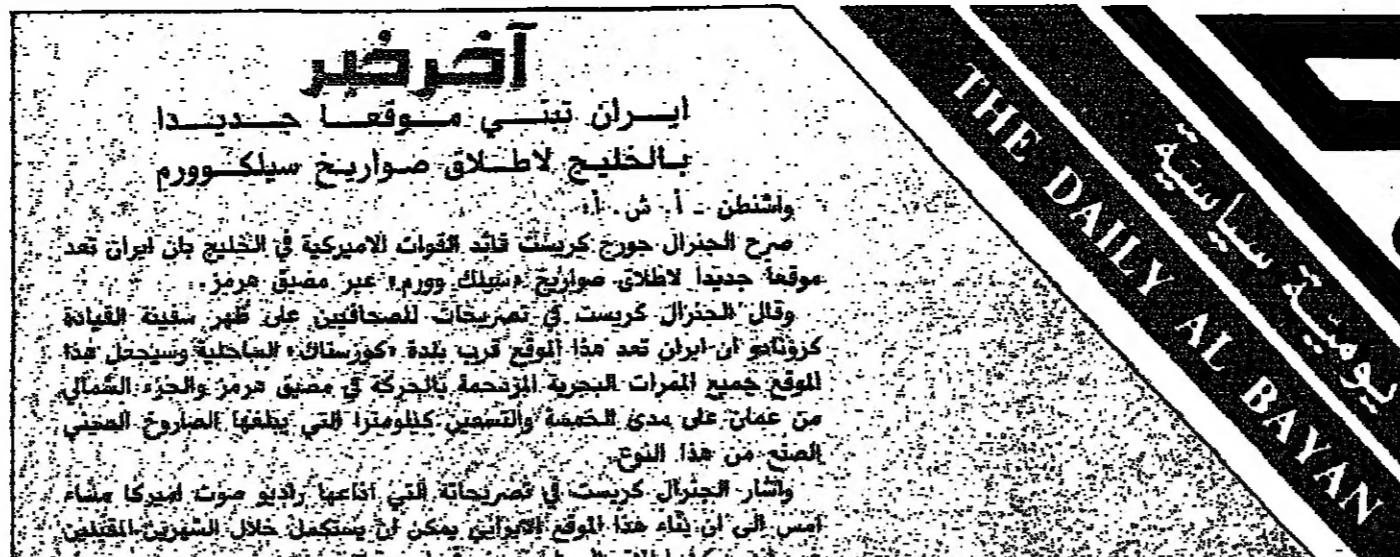 آخر خبر
ايران تبني موقعا جديدا
بالخليج لاطلاق صواريخ سيلكوورم
واشنطن - أ. ش. أ:
صرح الجنرال جورج كريست قائد القوات الاميركية في الخليج بان ايران تعد
موقعا جديدا لاطلاق صواريخ «سيلك وورم» عبر مضيق هرمز.
وقال الجنرال كريست في تصريحات للصحافيين على ظهر سفينة القيادة
كرونادو ان ايران تعد هذا الموقع قرب بلدة «كورستاك» الساحلية وسيجعل هذا
الموقع جميع الممرات البحرية المزدحمة بالحركة في مضيق هرمز والجزء الشمالي
من عمان على مدى الخمسة والتسعين كيلومترا التي يبلغها الصاروخ الصيني
الصنع من هذا النوع.
واشار الجنرال كريست في تصريحاته التي اذاعها راديو صوت اميركا مساء
امس الى ان بناء هذا الموقع الايراني يمكن ان يستكمل خلال الشهرين المقبلين
THE DAILY AL BAYAN
يومية سياسية